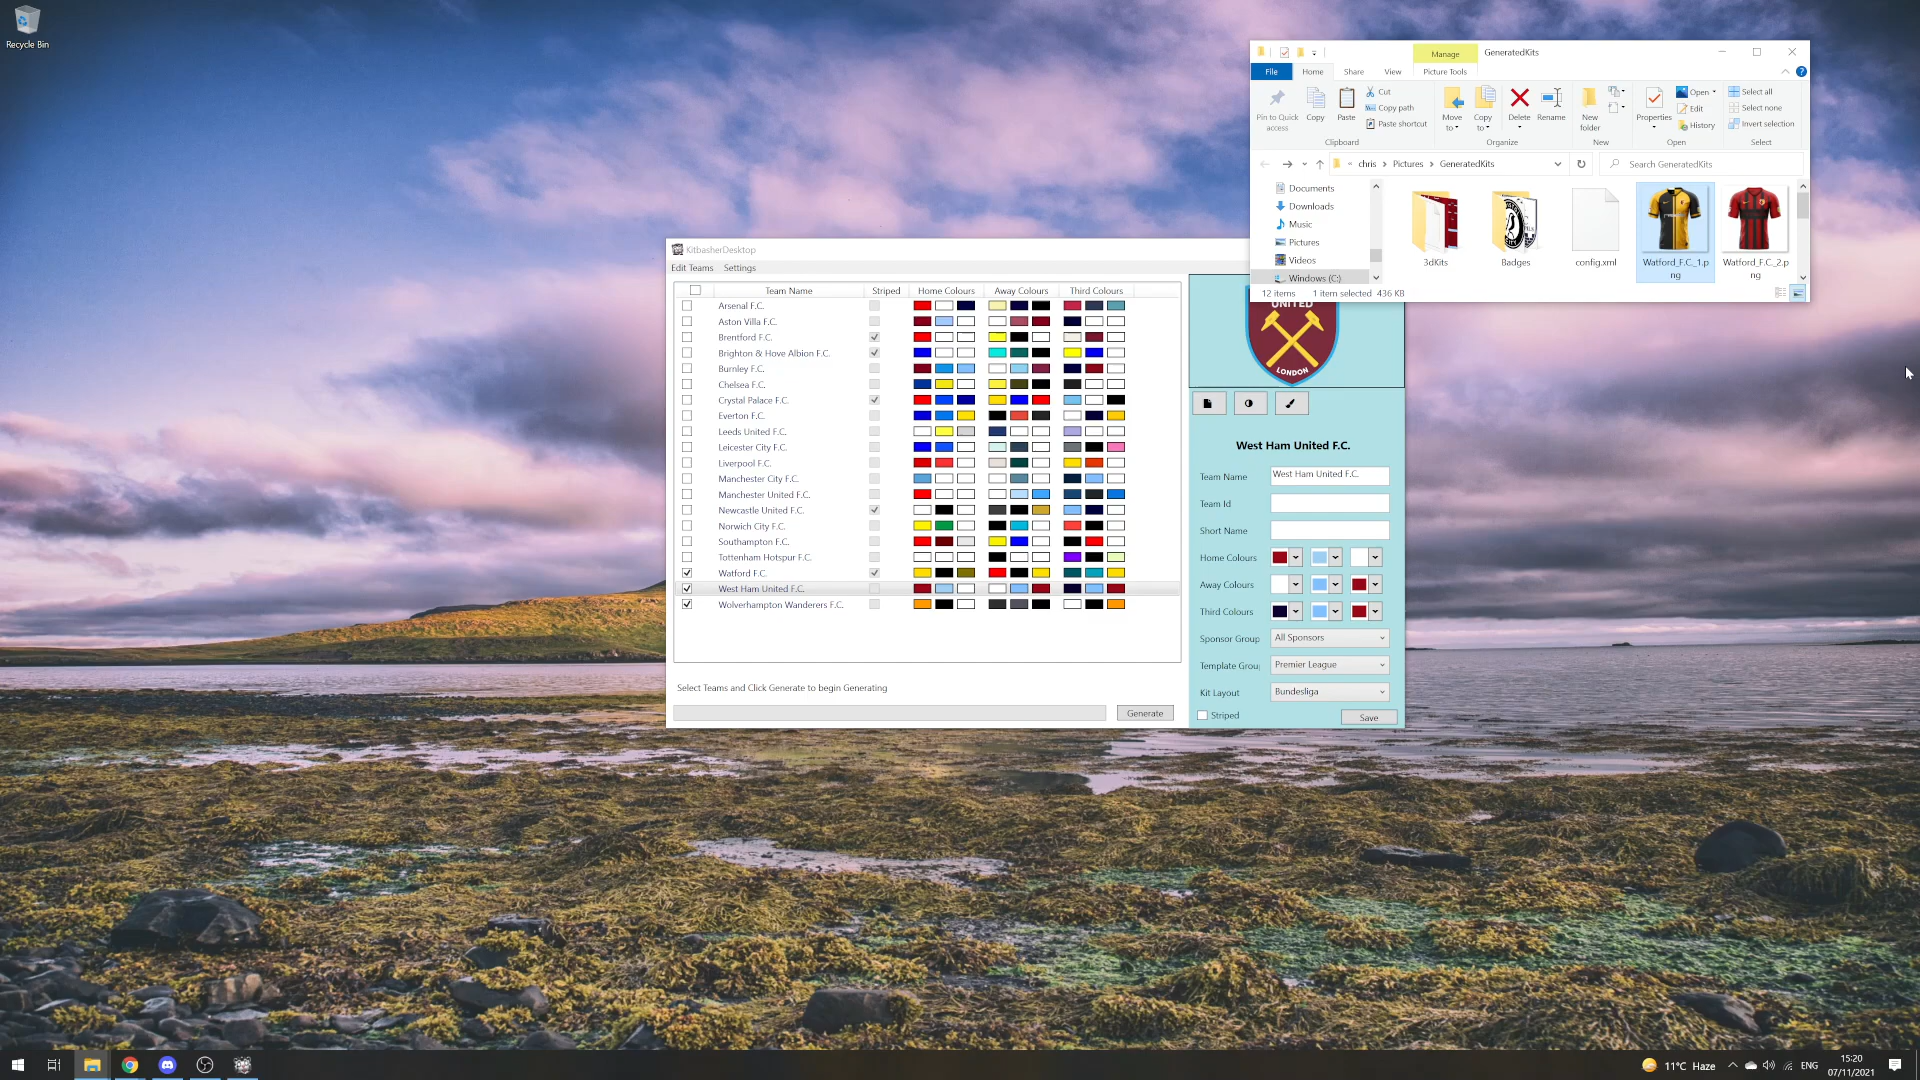 Recycle Bin
Manage
GeneratedKits
File
Home
Share
View
Picture Tools
Pin to Quick access
Copy
Paste
Cut
Copy path
Paste shortcut
Move to
Copy to
Delete
Rename
New folder
Properties
Open
Edit
History
Select all
Select none
Invert selection
Clipboard
Organize
New
Open
Select
« chris > Pictures > GeneratedKits
Search GeneratedKits
Documents
Downloads
Music
Pictures
Videos
Windows (C:)
3dKits
Badges
config.xml
Watford_F.C._1.p
ng
Watford_F.C._2.p
ng
12 items
1 item selected 436 KB
KitbasherDesktop
Edit Teams
Settings
Team Name
Striped
Home Colours
Away Colours
Third Colours
Arsenal F.C.
Aston Villa F.C.
Brentford F.C.
Brighton & Hove Albion F.C.
Burnley F.C.
Chelsea F.C.
Crystal Palace F.C.
Everton F.C.
Leeds United F.C.
Leicester City F.C.
Liverpool F.C.
Manchester City F.C.
Manchester United F.C.
Newcastle United F.C.
Norwich City F.C.
Southampton F.C.
Tottenham Hotspur F.C.
Watford F.C.
West Ham United F.C.
Wolverhampton Wanderers F.C.
Select Teams and Click Generate to begin Generating
Generate
UNITED
LONDON
West Ham United F.C.
Team Name
West Ham United F.C.
Team Id
Short Name
Home Colours
Away Colours
Third Colours
Sponsor Group
All Sponsors
Template Grou
Premier League
Kit Layout
Bundesliga
Striped
Save
11°C Haze
ENG
15:20
07/11/2021